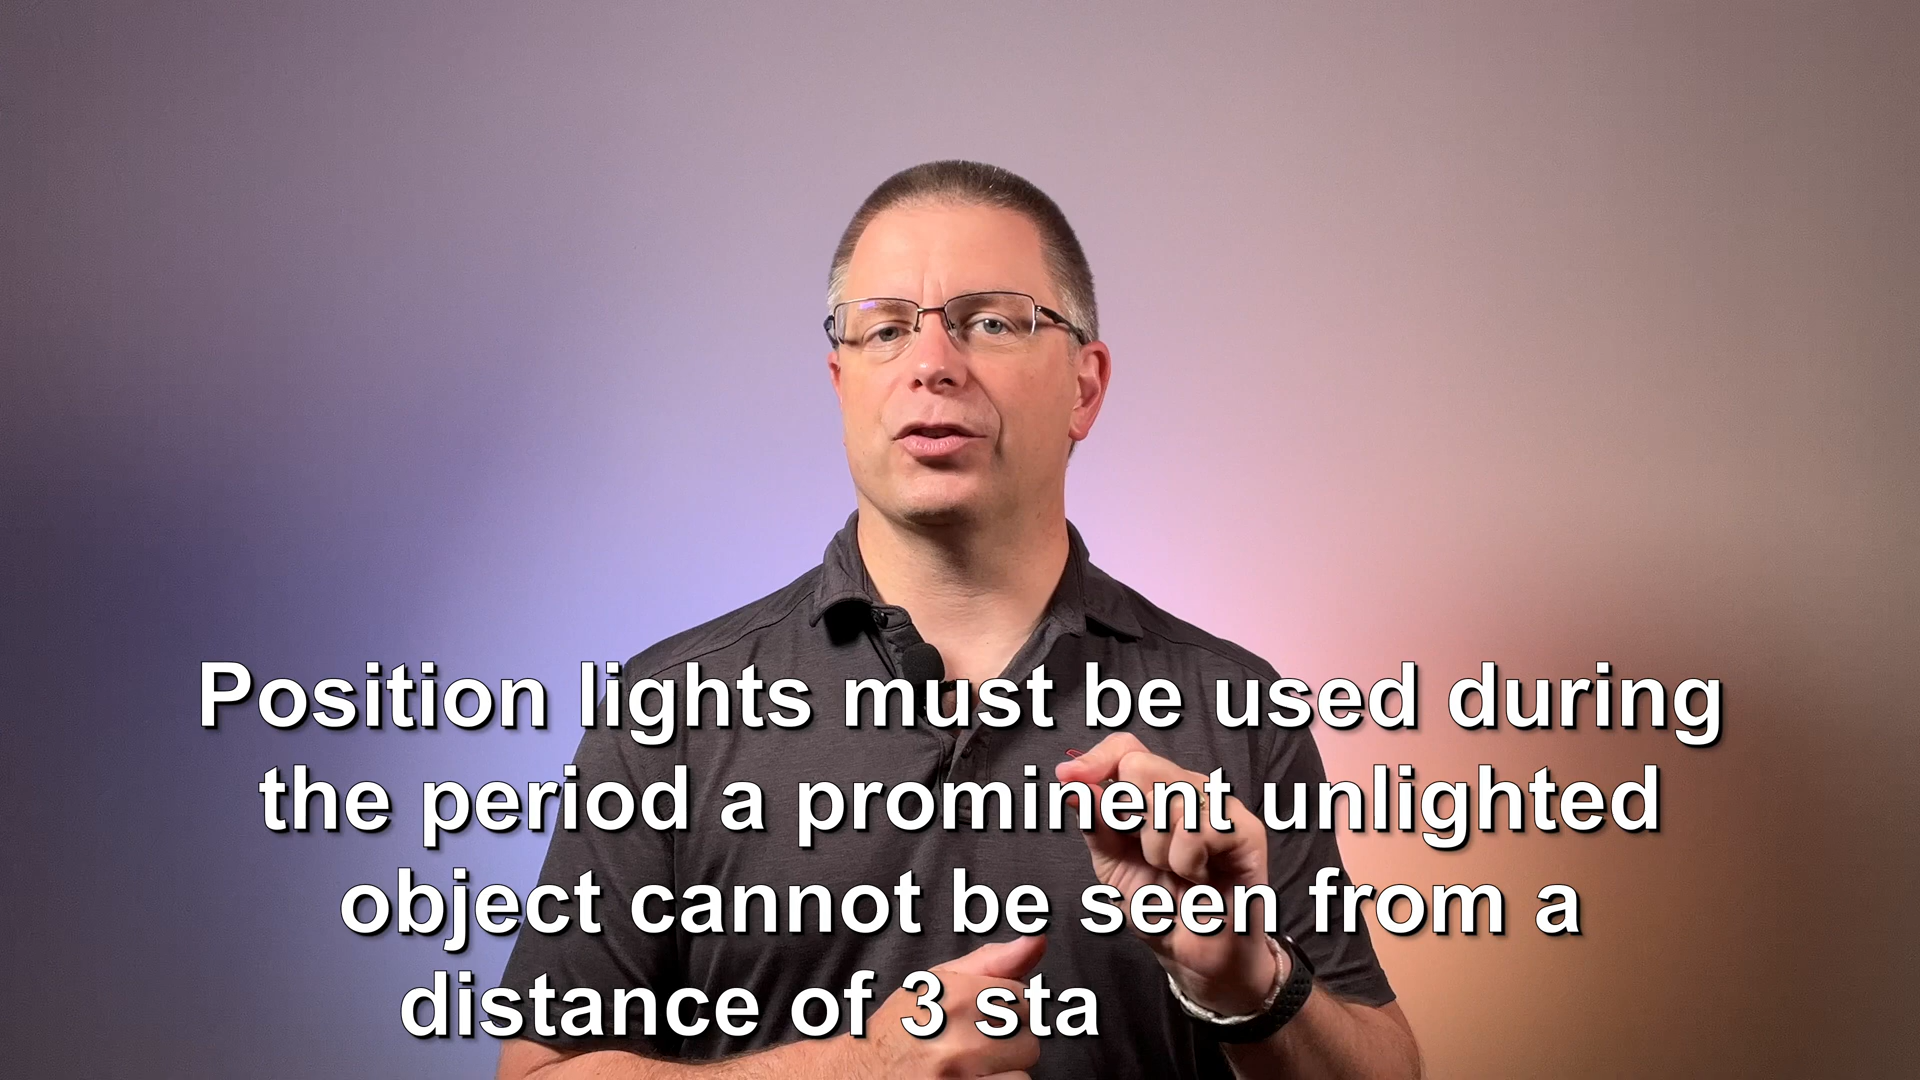 Position lights must be used during
the period a prominent unlighted
object cannot be seen from a
distance of 3 sta